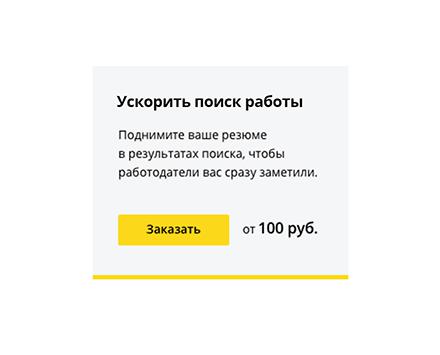 Ускорить поиск работы
Поднимите ваше резюме
в результатах поиска, чтобы
работодатели вас сразу заметили.
Заказать от 100 руб.